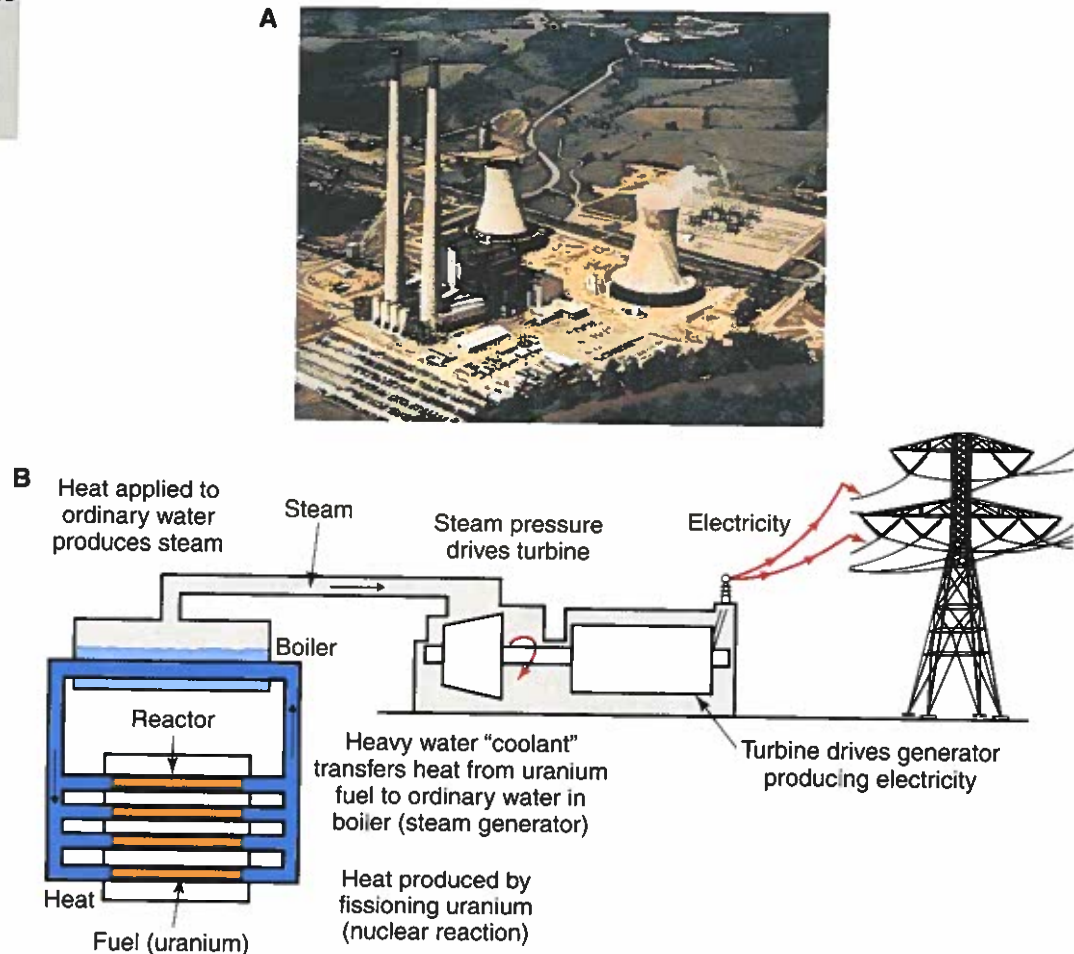 A
B
Heat applied to
ordinary water
produces steam
Steam
Steam pressure
drives turbine
Electricity
Boiler
Reactor
Heavy water “coolant”
transfers heat from uranium
fuel to ordinary water in
boiler (steam generator)
Turbine drives generator
producing electricity
Heat
Heat produced by
fissioning uranium
(nuclear reaction)
Fuel (uranium)